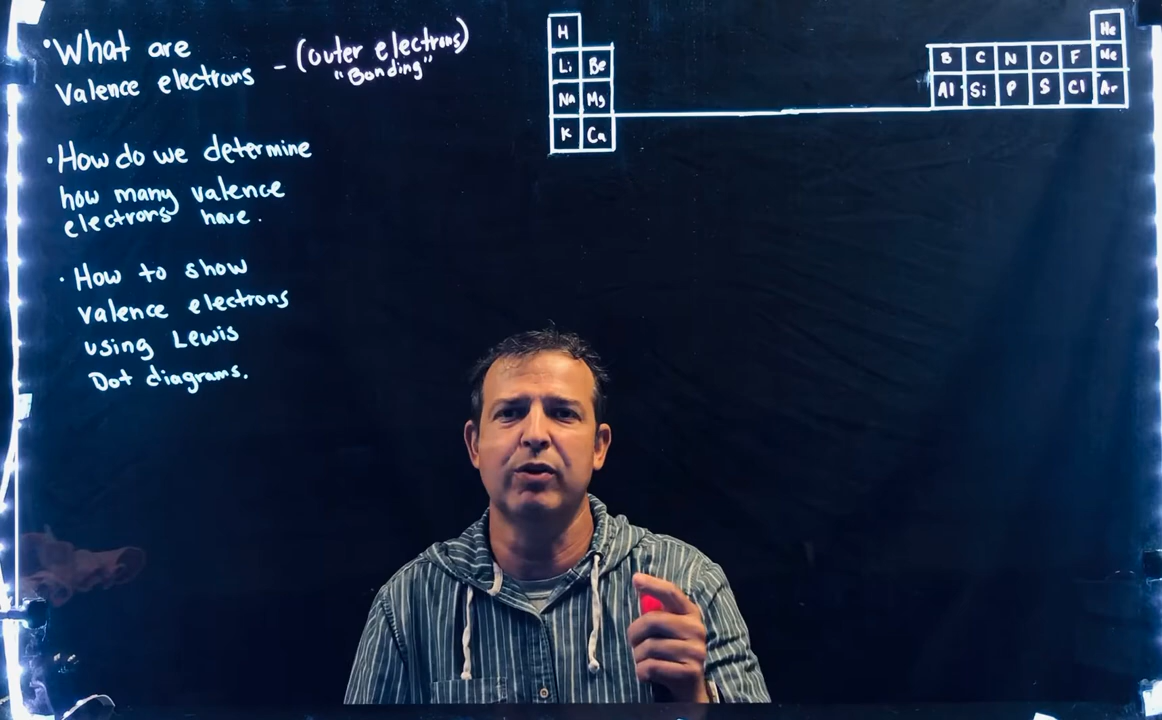 • What are
Valence electrons - (outer electrons)
"Bonding"
• How do we determine
how many valence
electrons have.
• How to show
valence electrons
using Lewis
Dot diagrams.
H He
Li Be B C N O F Ne
Na Mg Al Si P S Cl Ar
K Ca